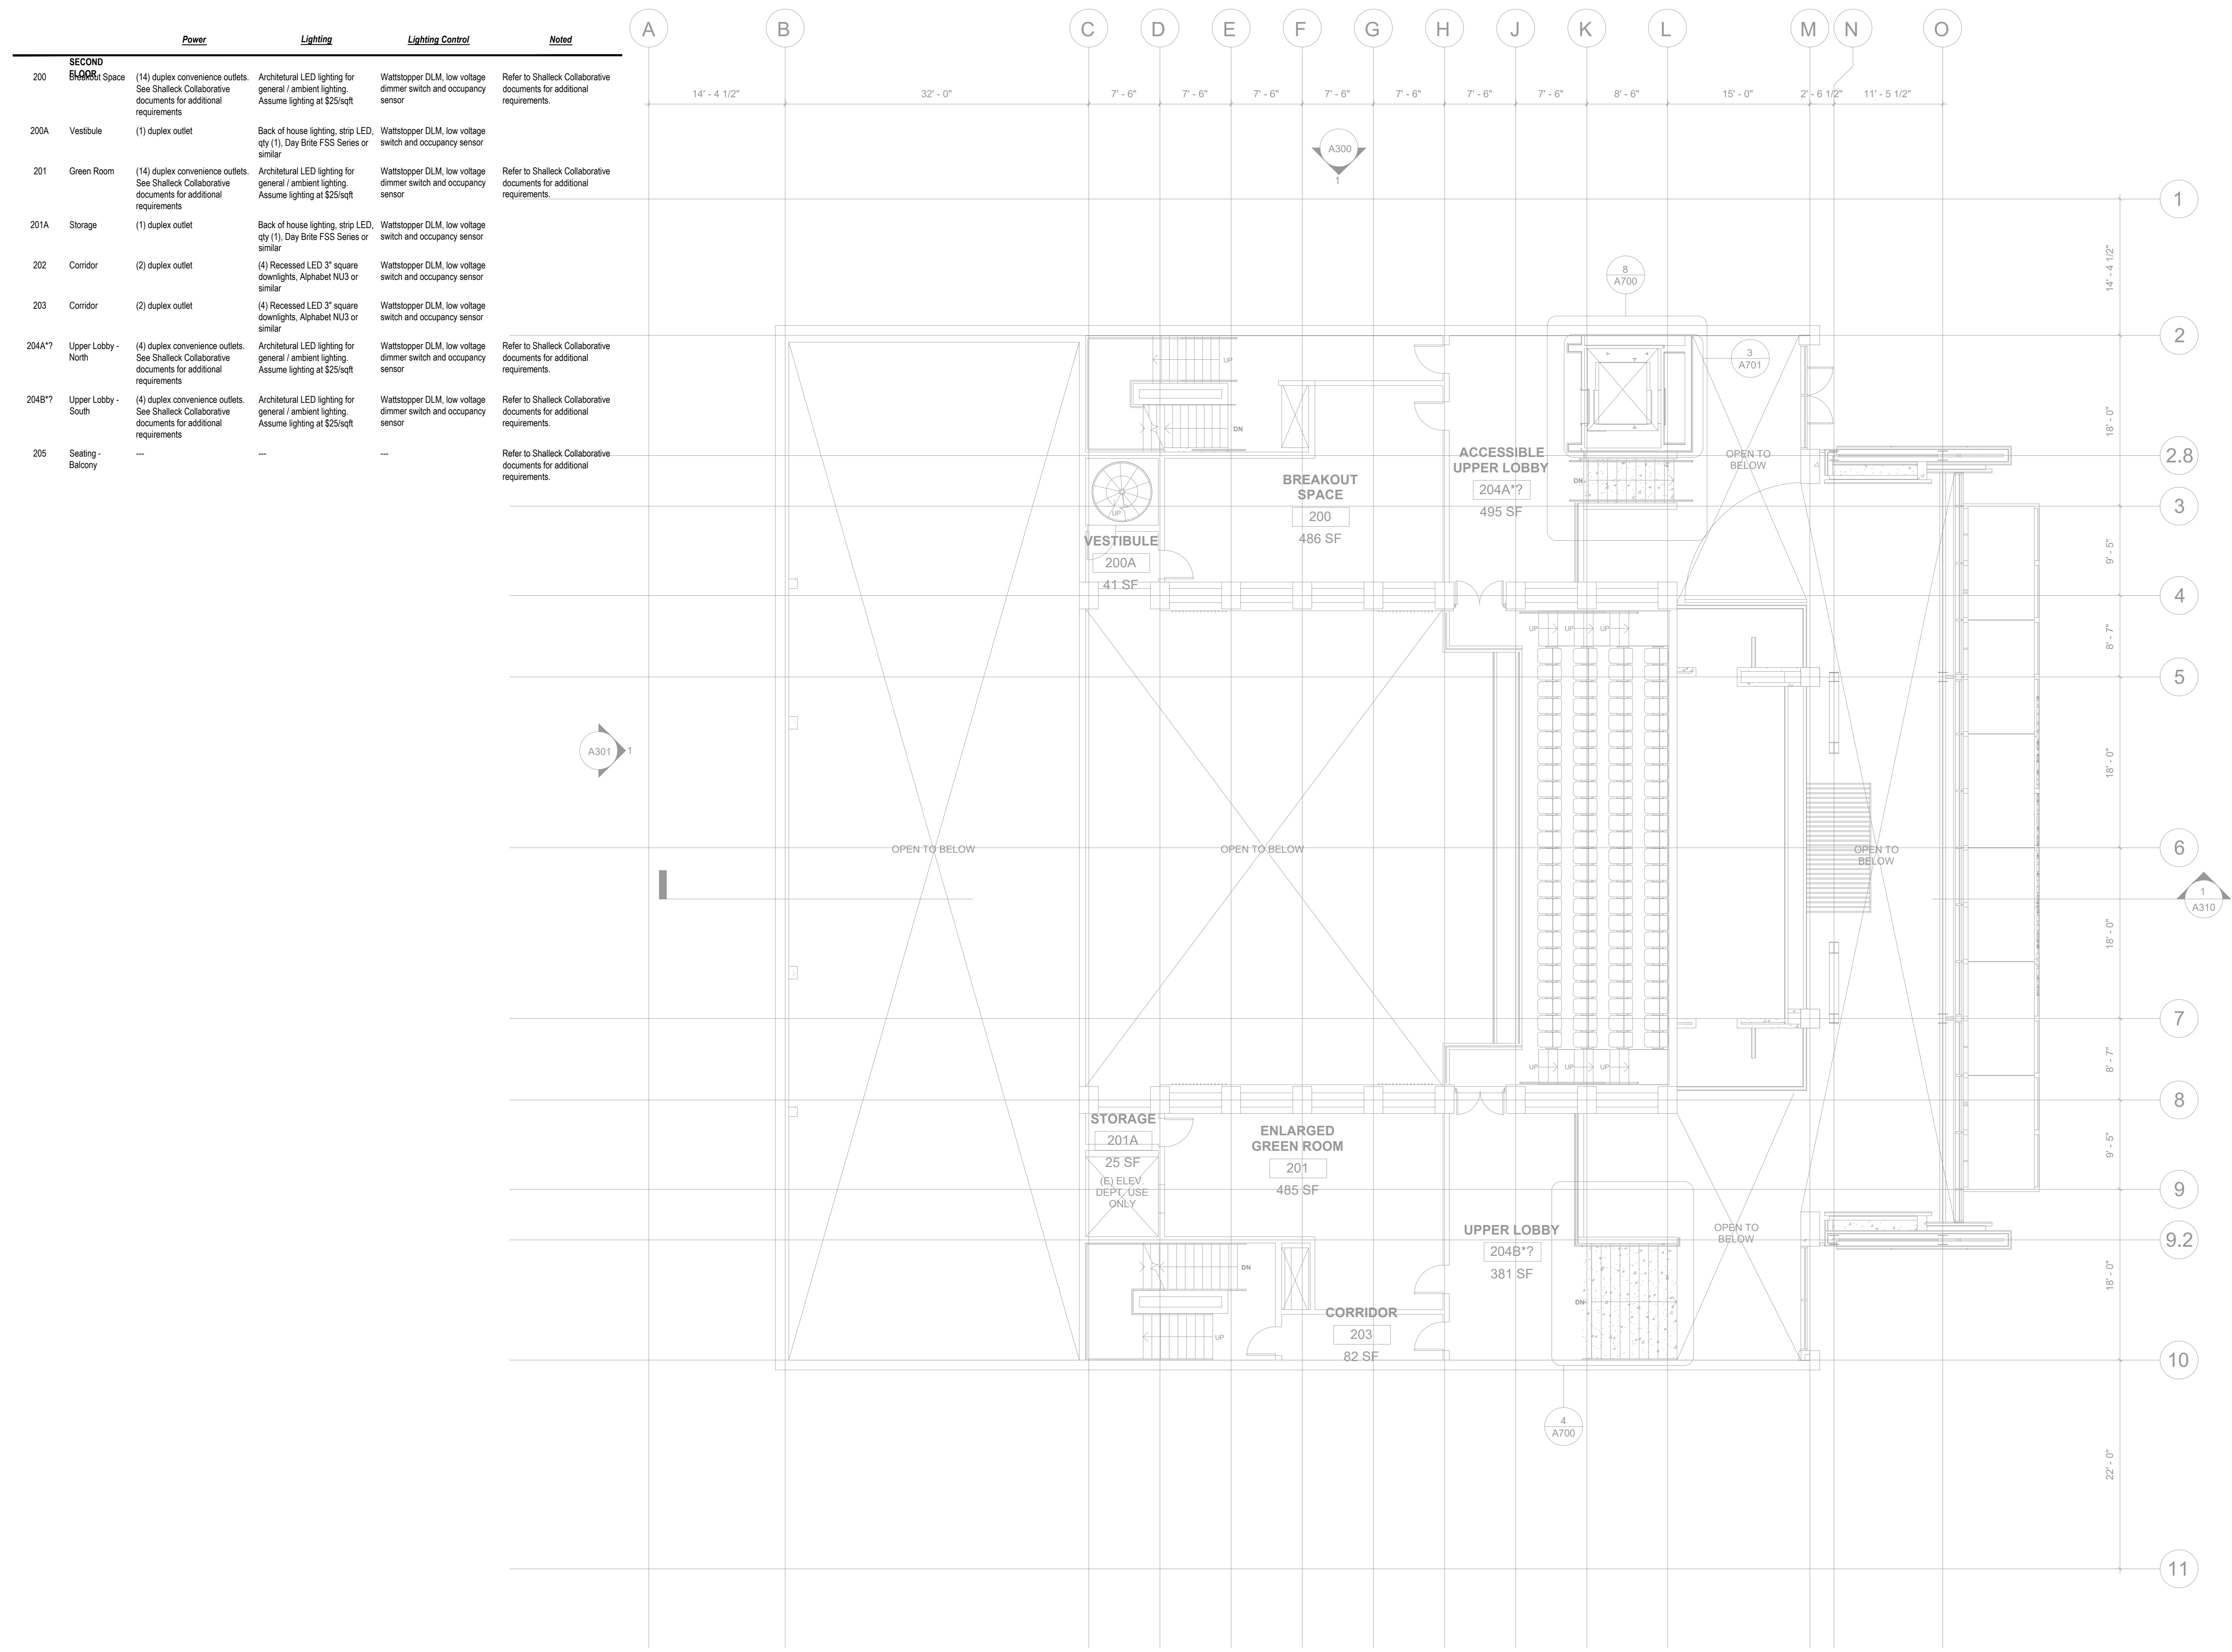 Power Lighting Lighting Control Noted
SECOND
FLOOR
200 Breakout Space (14) duplex convenience outlets. Architetural LED lighting for Wattstopper DLM, low voltage Refer to Shalleck Collaborative
See Shalleck Collaborative general / ambient lighting. dimmer switch and occupancy documents for additional
documents for additional Assume lighting at $25/sqft sensor requirements.
requirements
200A Vestibule (1) duplex outlet Back of house lighting, strip LED, Wattstopper DLM, low voltage
qty (1), Day Brite FSS Series or switch and occupancy sensor
similar
201 Green Room (14) duplex convenience outlets. Architetural LED lighting for Wattstopper DLM, low voltage Refer to Shalleck Collaborative
See Shalleck Collaborative general / ambient lighting. dimmer switch and occupancy documents for additional
documents for additional Assume lighting at $25/sqft sensor requirements.
requirements
201A Storage (1) duplex outlet Back of house lighting, strip LED, Wattstopper DLM, low voltage
qty (1), Day Brite FSS Series or switch and occupancy sensor
similar
202 Corridor (2) duplex outlet (4) Recessed LED 3" square Wattstopper DLM, low voltage
downlights, Alphabet NU3 or switch and occupancy sensor
similar
203 Corridor (2) duplex outlet (4) Recessed LED 3" square Wattstopper DLM, low voltage
downlights, Alphabet NU3 or switch and occupancy sensor
similar
204A*? Upper Lobby - (4) duplex convenience outlets. Architetural LED lighting for Wattstopper DLM, low voltage Refer to Shalleck Collaborative
North See Shalleck Collaborative general / ambient lighting. dimmer switch and occupancy documents for additional
documents for additional Assume lighting at $25/sqft sensor requirements.
requirements
204B*? Upper Lobby - (4) duplex convenience outlets. Architetural LED lighting for Wattstopper DLM, low voltage Refer to Shalleck Collaborative
South See Shalleck Collaborative general / ambient lighting. dimmer switch and occupancy documents for additional
documents for additional Assume lighting at $25/sqft sensor requirements.
requirements
205 Seating - --- --- --- Refer to Shalleck Collaborative
Balcony documents for additional
requirements.
A B C D E F G H J K L M N O
14' - 4 1/2" 32' - 0" 7' - 6" 7' - 6" 7' - 6" 7' - 6" 7' - 6" 7' - 6" 7' - 6" 8' - 6" 15' - 0" 2' - 6 1/2" 11' - 5 1/2"
A300
1
1
14' - 4 1/2"
8
A700
2
3
A701
UP
DN
18' - 0"
ACCESSIBLE
UPPER LOBBY
204A*?
495 SF
OPEN TO
BELOW
2.8
BREAKOUT
SPACE
200
486 SF
DN
UP
3
VESTIBULE
200A
41 SF
9' - 5"
4
UP UP UP
8' - 7"
5
A301
1
18' - 0"
OPEN TO BELOW
OPEN TO BELOW
OPEN TO
BELOW
6
1
A310
18' - 0"
7
UP UP UP
8' - 7"
8
STORAGE
201A
25 SF
(E) ELEV.
DEPT. USE
ONLY
ENLARGED
GREEN ROOM
201
485 SF
9' - 5"
9
UPPER LOBBY
204B*?
381 SF
OPEN TO
BELOW
9.2
DN
18' - 0"
DN
CORRIDOR
203
82 SF
UP
10
4
A700
22' - 0"
11